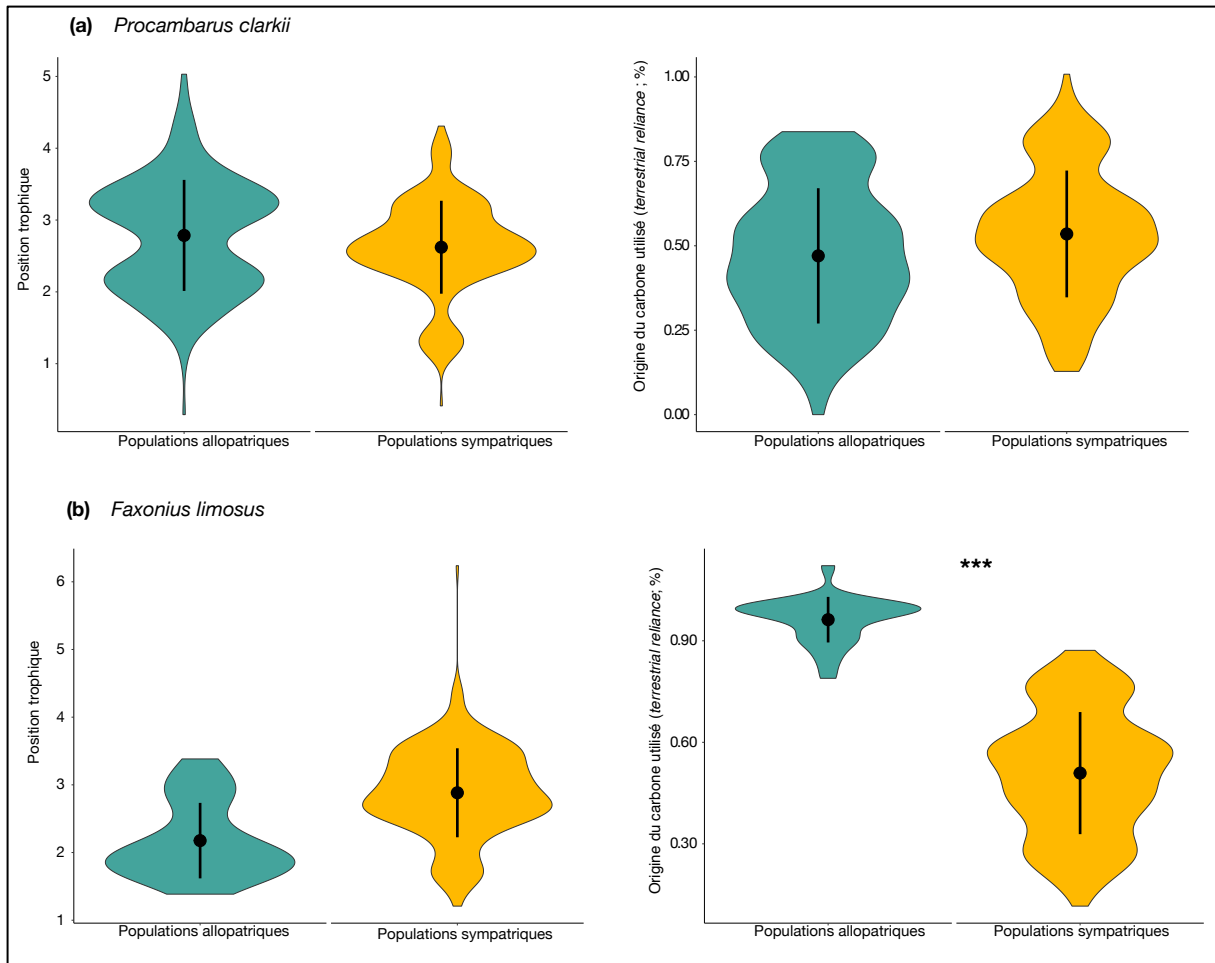 (a) Procambarus clarkii
Position trophique
5
4
3
2
1
Populations allopatriques
Populations sympatriques
Origine du carbone utilisé (terrestrial reliance ; %)
1.00
0.75
0.50
0.25
0.00
Populations allopatriques
Populations sympatriques
(b) Faxonius limosus
Position trophique
6
5
4
3
2
1
Populations allopatriques
Populations sympatriques
Origine du carbone utilisé (terrestrial reliance; %)
0.90
0.60
0.30
***
Populations allopatriques
Populations sympatriques